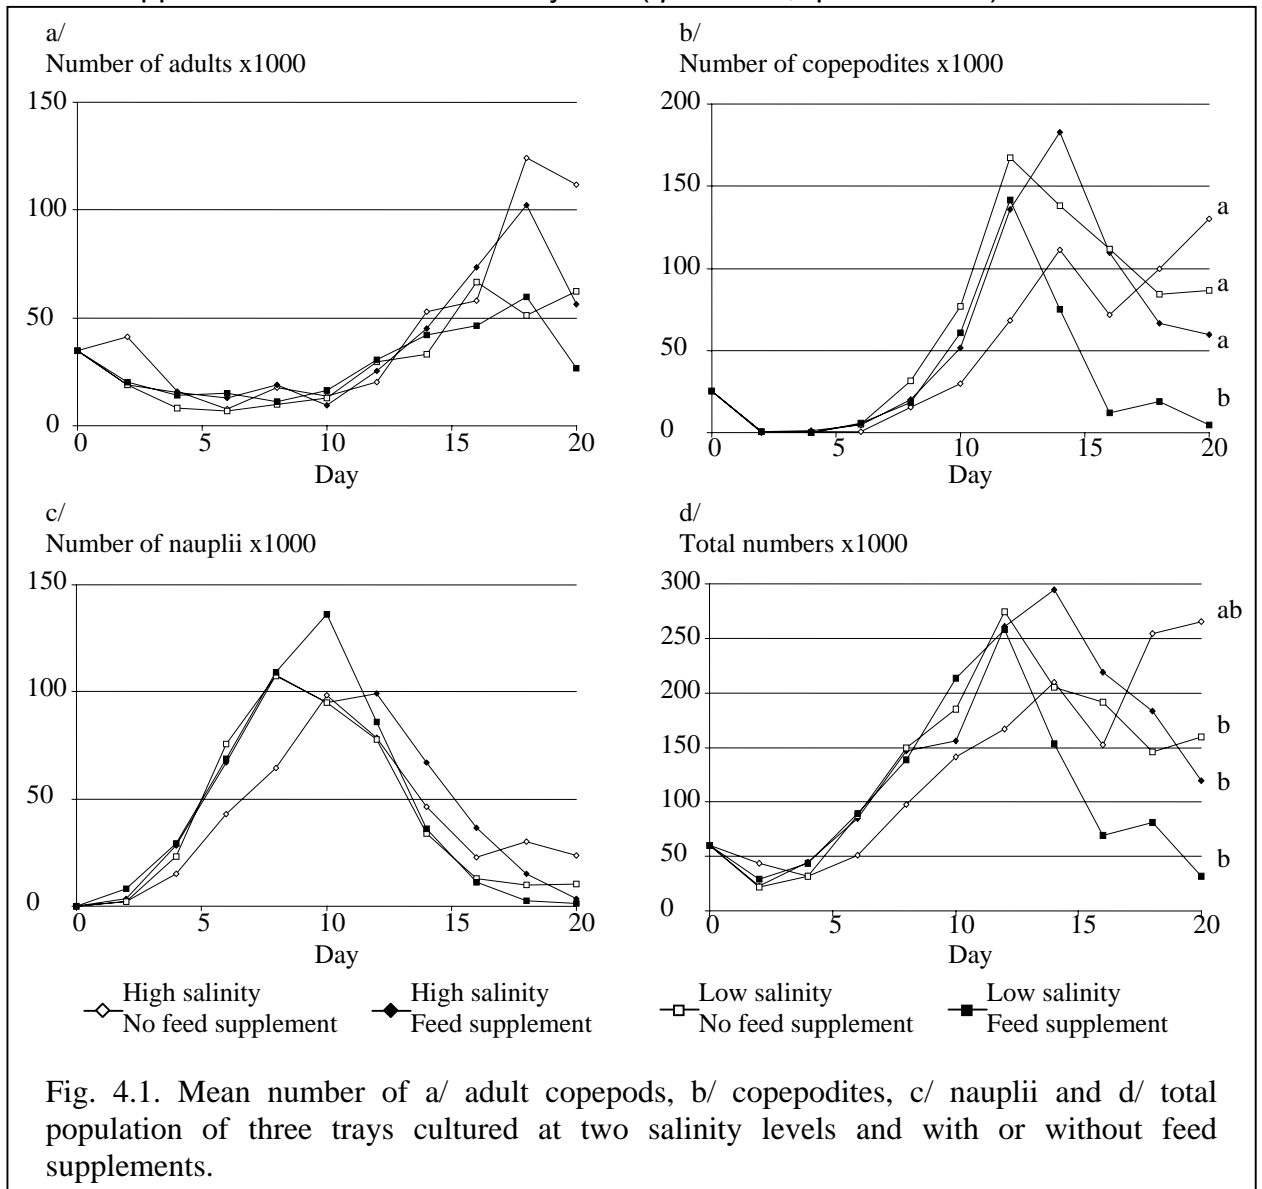 a/
Number of adults x1000
150
100
50
0
0 5 10 15 20
Day
b/
Number of copepodites x1000
200
150
100
50
0
a
a
a
b
0 5 10 15 20
Day
c/
Number of nauplii x1000
150
100
50
0
0 5 10 15 20
Day
d/
Total numbers x1000
300
250
200
150
100
50
0
ab
b
b
b
0 5 10 15 20
Day
High salinity
No feed supplement
High salinity
Feed supplement
Low salinity
No feed supplement
Low salinity
Feed supplement
Fig. 4.1. Mean number of a/ adult copepods, b/ copepodites, c/ nauplii and d/ total
population of three trays cultured at two salinity levels and with or without feed
supplements.